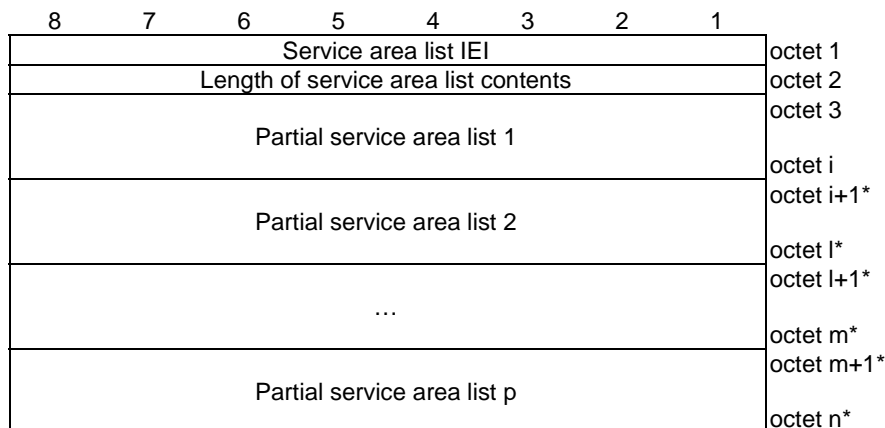 8 7 6 5 4 3 2 1
Service area list IEI octet 1
Length of service area list contents octet 2
octet 3
Partial service area list 1
octet i
octet i+1*
Partial service area list 2
octet l*
octet l+1*
…
octet m*
octet m+1*
Partial service area list p
octet n*